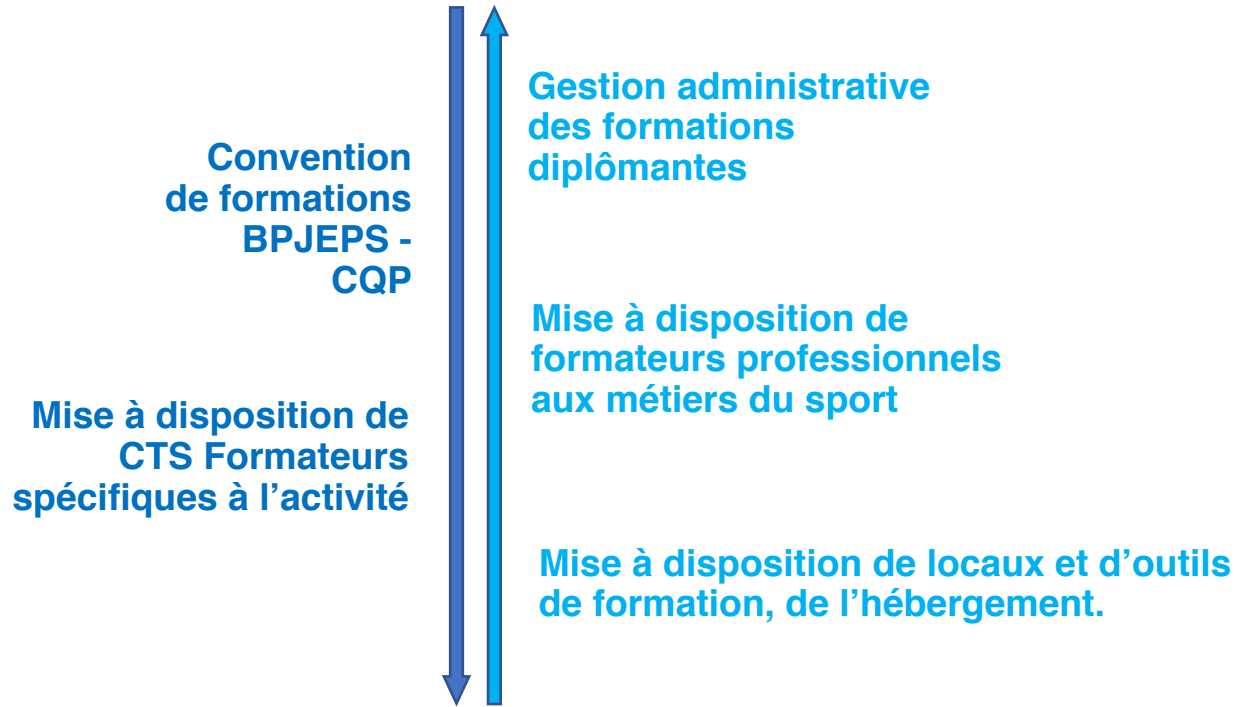 Convention
de formations
BPJEPS -
CQP
Mise à disposition de
CTS Formateurs
spécifiques à l’activité
Gestion administrative
des formations
diplômantes
Mise à disposition de
formateurs professionnels
aux métiers du sport
Mise à disposition de locaux et d’outils
de formation, de l’hébergement.